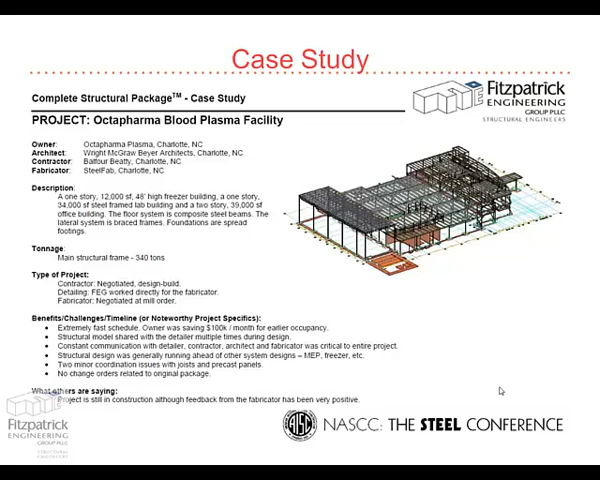 Case Study
Complete Structural Package™ - Case Study
Fitzpatrick
ENGINEERING
GROUP PLLC
STRUCTURAL ENGINEERS
PROJECT: Octapharma Blood Plasma Facility
Owner: Octapharma Plasma, Charlotte, NC
Architect: Wright McGraw Beyer Architects, Charlotte, NC
Contractor: Balfour Beatty, Charlotte, NC
Fabricator: SteelFab, Charlotte, NC
Description:
A one story, 12,000 sf, 48' high freezer building, a one story,
34,000 sf steel framed lab building and a two story, 39,000 sf
office building. The floor system is composite steel beams. The
lateral system is braced frames. Foundations are spread
footings.
Tonnage:
Main structural frame - 340 tons
Type of Project:
Contractor: Negotiated, design-build.
Detailing: FEG worked directly for the fabricator.
Fabricator: Negotiated at mill order.
Benefits/Challenges/Timeline (or Noteworthy Project Specifics):
• Extremely fast schedule. Owner was saving $100k / month for earlier occupancy.
• Structural model shared with the detailer multiple times during design.
• Constant communication with detailer, contractor, architect and fabricator was critical to entire project.
• Structural design was generally running ahead of other system designs – MEP, freezer, etc.
• Two minor coordination issues with joists and precast panels.
• No change orders related to original package.
What others are saying:
Project is still in construction although feedback from the fabricator has been very positive.
Fitzpatrick
ENGINEERING
GROUP PLLC
STRUCTURAL
ENGINEERS
AISC
NASCC: THE STEEL CONFERENCE